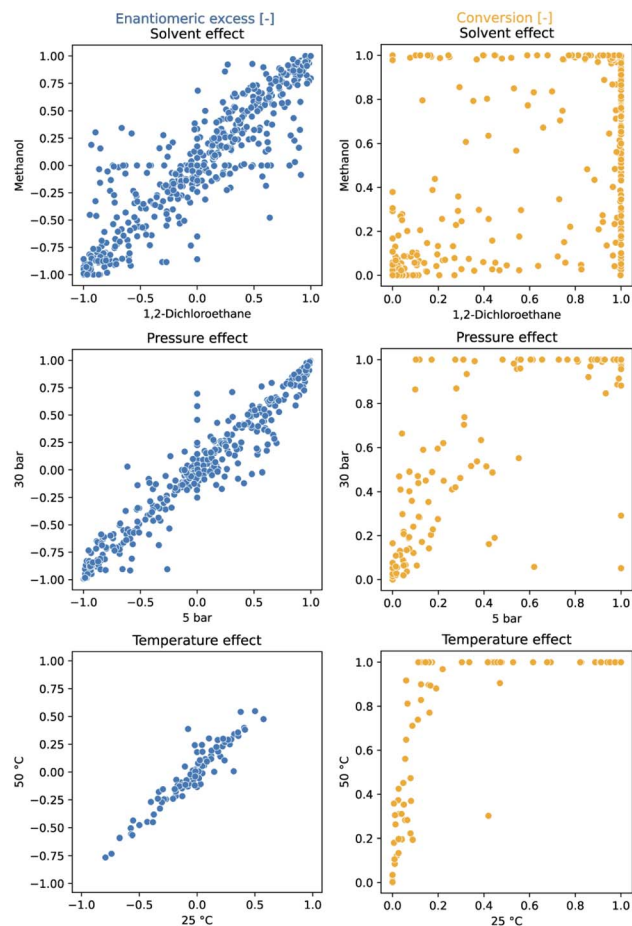 Enantiomeric excess [-]
Solvent effect
1.00
0.75
0.50
0.25
0.00
−0.25
−0.50
−0.75
−1.00
Methanol
−1.0 −0.5 0.0 0.5 1.0
1,2-Dichloroethane
Conversion [-]
Solvent effect
1.0
0.8
0.6
0.4
0.2
0.0
Methanol
0.0 0.2 0.4 0.6 0.8 1.0
1,2-Dichloroethane
Pressure effect
1.00
0.75
0.50
0.25
0.00
−0.25
−0.50
−0.75
−1.00
30 bar
−1.0 −0.5 0.0 0.5 1.0
5 bar
Pressure effect
1.0
0.8
0.6
0.4
0.2
0.0
30 bar
0.0 0.2 0.4 0.6 0.8 1.0
5 bar
Temperature effect
1.00
0.75
0.50
0.25
0.00
−0.25
−0.50
−0.75
−1.00
50 °C
−1.0 −0.5 0.0 0.5 1.0
25 °C
Temperature effect
1.0
0.8
0.6
0.4
0.2
0.0
50 °C
0.0 0.2 0.4 0.6 0.8 1.0
25 °C